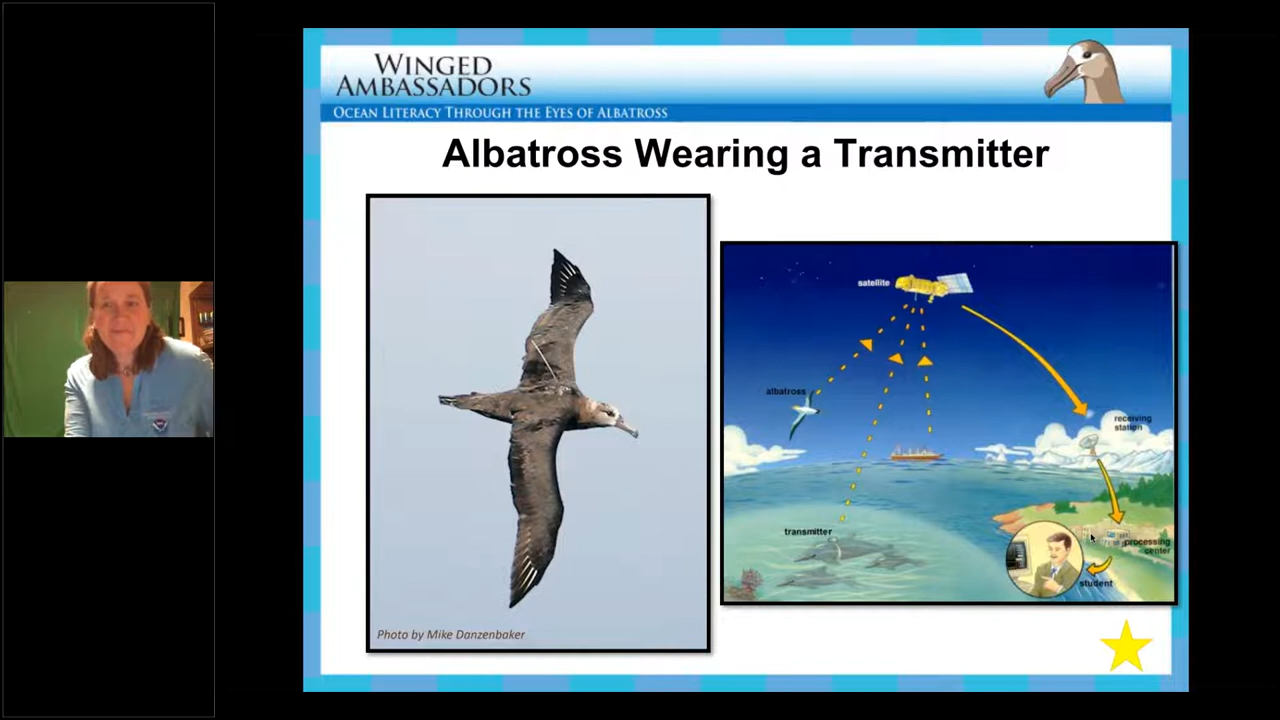 WINGED
AMBASSADORS
OCEAN LITERACY THROUGH THE EYES OF ALBATROSS
Albatross Wearing a Transmitter
satellite
albatross
receiving
station
transmitter
processing
center
student
Photo by Mike Danzenbaker